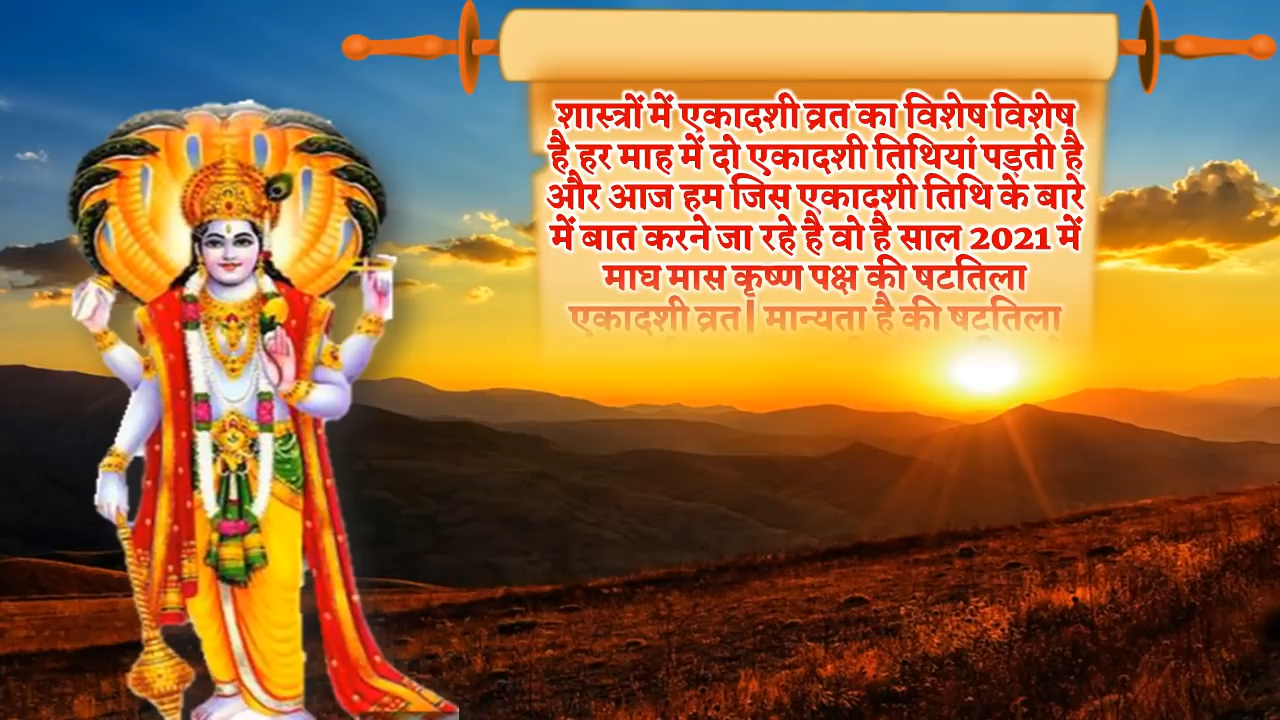 शास्त्रों में एकादशी व्रत का विशेष विशेष
है हर माह में दो एकादशी तिथियां पड़ती है
और आज हम जिस एकादशी तिथि के बारे
में बात करने जा रहे है वो है साल 2021 में
माघ मास कृष्ण पक्ष की षटतिला
एकादशी व्रत| मान्यता है की षटतिला